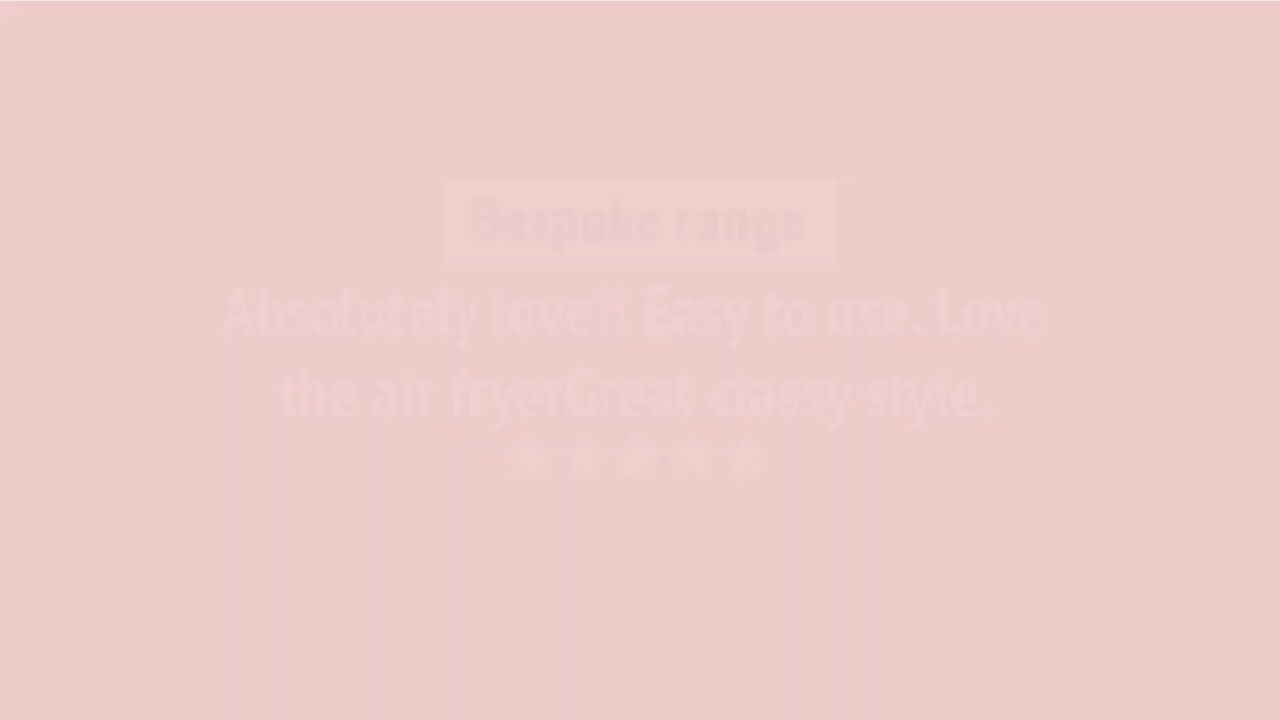 Bespoke range
Absolutely love!! Easy to use. Love
the air fryerGreat classy style